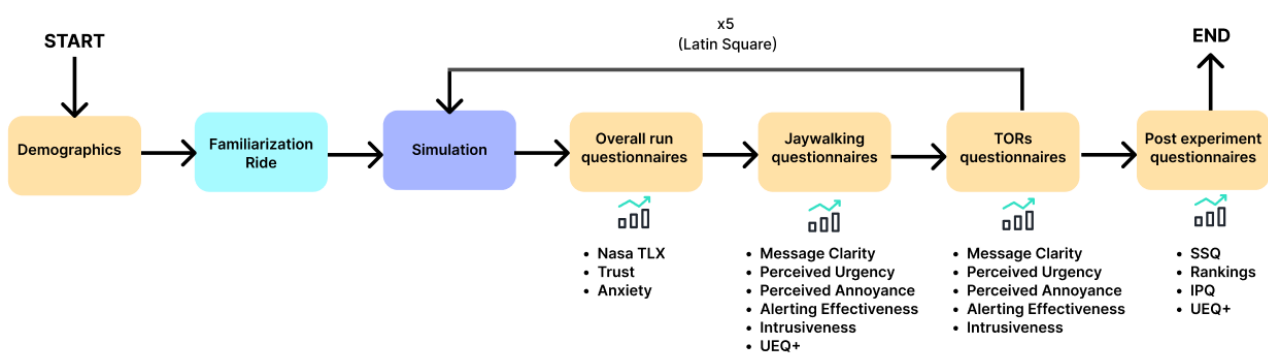 x5
(Latin Square)
START
END
Demographics
Familiarization
Ride
Simulation
Overall run
questionnaires
Jaywalking
questionnaires
TORs
questionnaires
Post experiment
questionnaires
• Nasa TLX
• Trust
• Anxiety
• Message Clarity
• Perceived Urgency
• Perceived Annoyance
• Alerting Effectiveness
• Intrusiveness
• UEQ+
• Message Clarity
• Perceived Urgency
• Perceived Annoyance
• Alerting Effectiveness
• Intrusiveness
• SSQ
• Rankings
• IPQ
• UEQ+